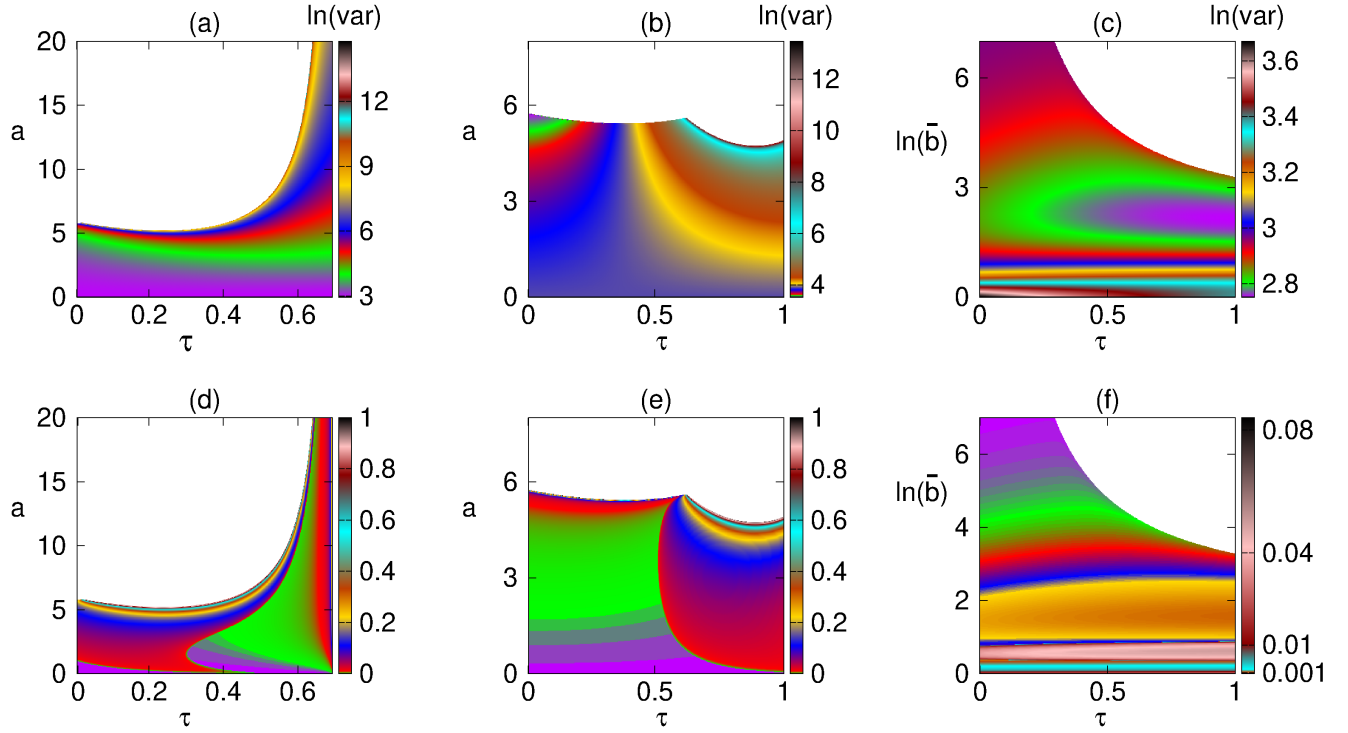 (a) ln(var)
20
15
10
5
0
a
0 0.2 0.4 0.6
τ
12
9
6
3
(b) ln(var)
6
3
0
a
0 0.5 1
τ
12
10
8
6
4
(c) ln(var)
6
3
0
ln(b̄)
0 0.5 1
τ
3.6
3.4
3.2
3
2.8
(d)
20
15
10
5
0
a
0 0.2 0.4 0.6
τ
1
0.8
0.6
0.4
0.2
0
(e)
6
3
0
a
0 0.5 1
τ
1
0.8
0.6
0.4
0.2
0
(f)
6
4
2
0
ln(b̄)
0 0.5 1
τ
0.08
0.04
0.01
0.001